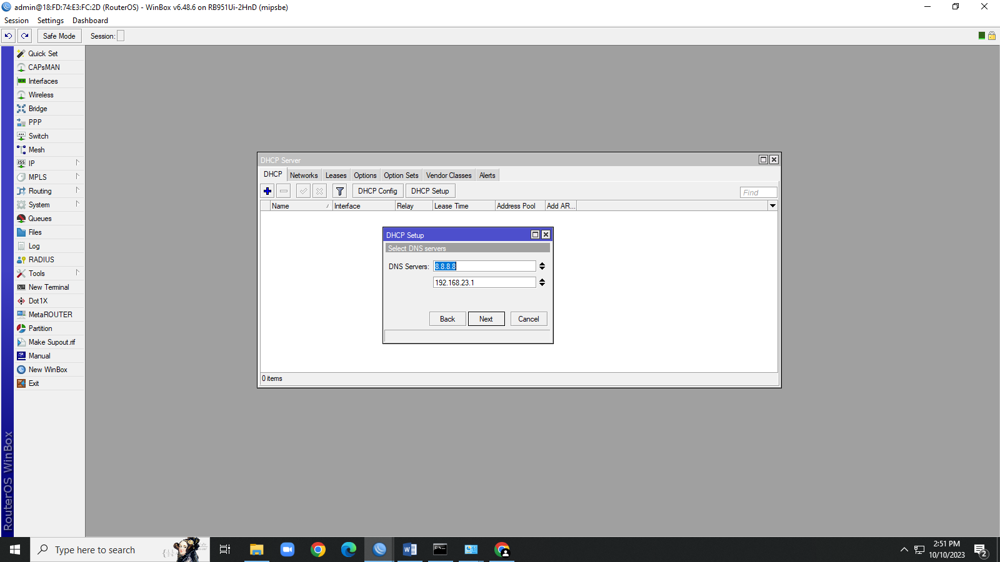 admin@18:FD:74:E3:FC:2D (RouterOS) - WinBox v6.48.6 on RB951Ui-2HnD (mipsbe)
Session Settings Dashboard
Safe Mode Session:
Quick Set
CAPsMAN
Interfaces
Wireless
Bridge
PPP
Switch
Mesh
IP
MPLS
Routing
System
Queues
Files
Log
RADIUS
Tools
New Terminal
Dot1X
MetaROUTER
Partition
Make Supout.rif
Manual
New WinBox
Exit
RouterOS WinBox
DHCP Server
DHCP Networks Leases Options Option Sets Vendor Classes Alerts
DHCP Config DHCP Setup Find
Name Interface Relay Lease Time Address Pool Add AR...
DHCP Setup
Select DNS servers
DNS Servers: 8.8.8.8
192.168.23.1
Back Next Cancel
0 items
Type here to search
2:51 PM
10/10/2023
2